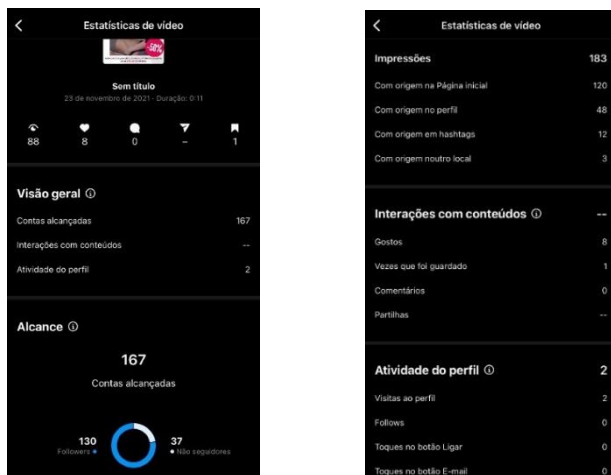 Estatísticas de vídeo
-50%
Sem título
23 de novembro de 2021 · Duração: 0:11
88 8 0 – 1
Visão geral
Contas alcançadas 167
Interações com conteúdos --
Atividade do perfil 2
Alcance
167
Contas alcançadas
130 37
Followers Não seguidores
Estatísticas de vídeo
Impressões 183
Com origem na Página inicial 120
Com origem no perfil 48
Com origem em hashtags 12
Com origem noutro local 3
Interações com conteúdos --
Gostos 8
Vezes que foi guardado 1
Comentários 0
Partilhas --
Atividade do perfil 2
Visitas ao perfil 2
Follows 0
Toques no botão Ligar 0
Toques no botão E-mail 0